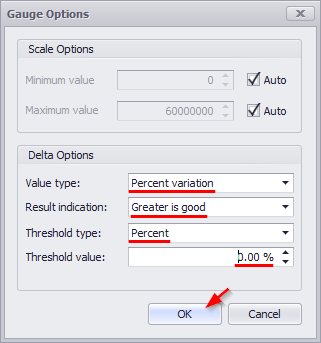 Gauge Options
Scale Options
Minimum value 0 Auto
Maximum value 60000000 Auto
Delta Options
Value type: Percent variation
Result indication: Greater is good
Threshold type: Percent
Threshold value: 0.00 %
OK Cancel